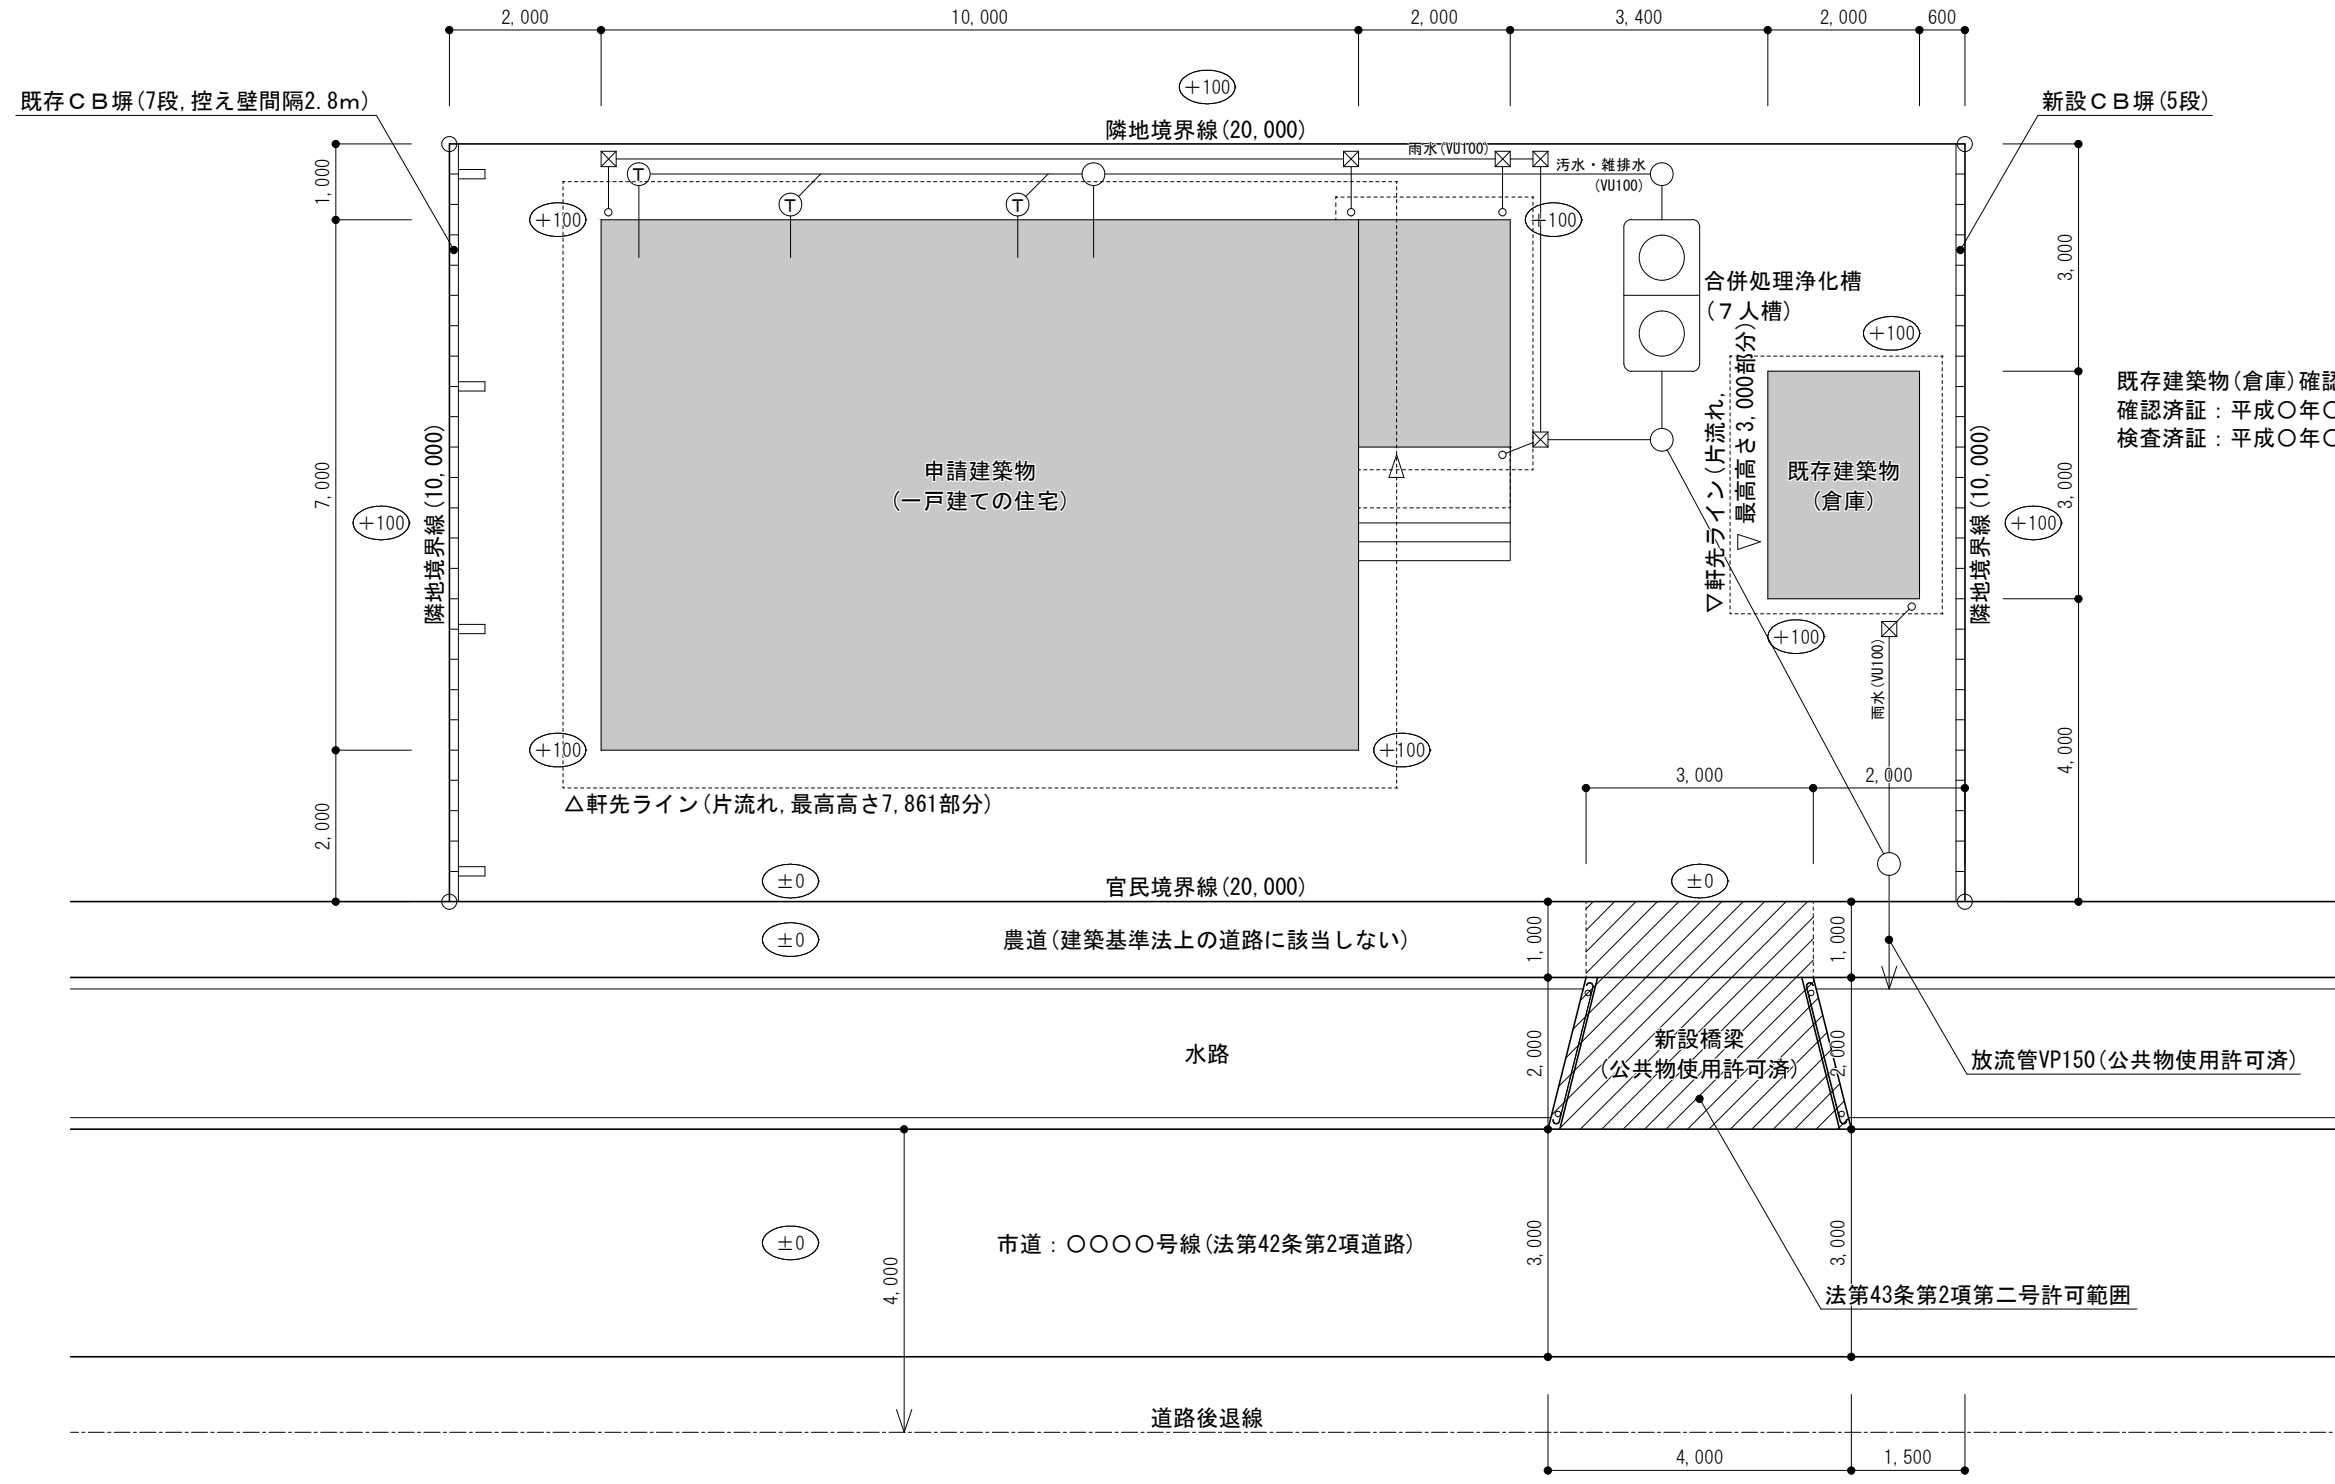 2,000
10,000
2,000
3,400
2,000
600
+100
既存ＣＢ塀(7段,控え壁間隔2.8m)
新設ＣＢ塀(5段)
隣地境界線(20,000)
雨水(VU100)
汚水・雑排水
(VU100)
1,000
T
T
T
+100
+100
3,000
合併処理浄化槽
(７人槽)
+100
既存建築物(倉庫)確認
確認済証：平成〇年〇
検査済証：平成〇年〇
▽軒先ライン(片流れ,
最高高さ3,000部分)
申請建築物
(一戸建ての住宅)
既存建築物
(倉庫)
7,000
+100
隣地境界線(10,000)
隣地境界線(10,000)
+100
3,000
+100
雨水(VU100)
+100
+100
4,000
3,000
2,000
△軒先ライン(片流れ,最高高さ7,861部分)
2,000
±0
官民境界線(20,000)
±0
±0
農道(建築基準法上の道路に該当しない)
1,000
1,000
水路
2,000
新設橋梁
(公共物使用許可済)
2,000
放流管VP150(公共物使用許可済)
±0
市道：〇〇〇〇号線(法第42条第2項道路)
4,000
3,000
3,000
法第43条第2項第二号許可範囲
道路後退線
4,000
1,500